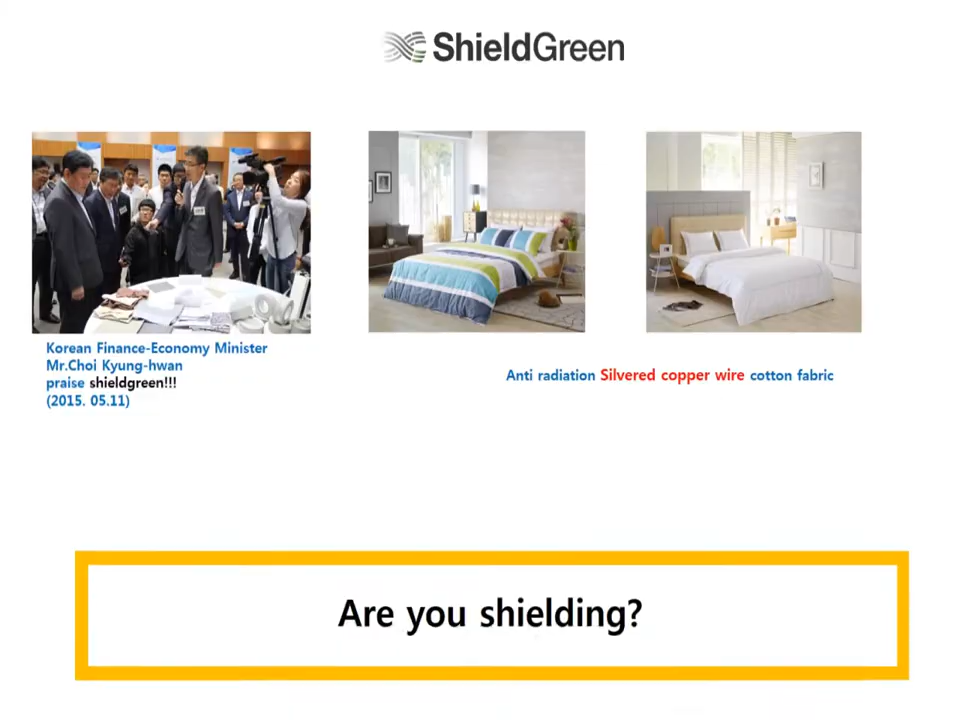 ShieldGreen
Korean Finance-Economy Minister
Mr.Choi Kyung-hwan
praise shieldgreen!!!
(2015. 05.11)
Anti radiation Silvered copper wire cotton fabric
Are you shielding?